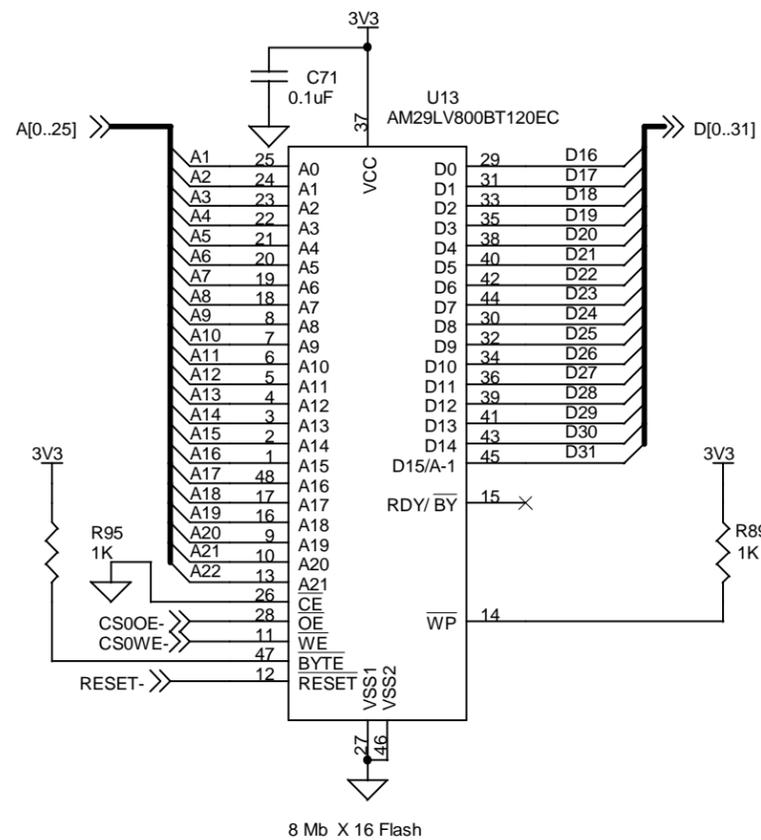 3V3
C71
0.1uF
U13
AM29LV800BT120EC
A[0..25]
D[0..31]
37
VCC
A1 25 A0 D0 29 D16
A2 24 A1 D1 31 D17
A3 23 A2 D2 33 D18
A4 22 A3 D3 35 D19
A5 21 A4 D4 38 D20
A6 20 A5 D5 40 D21
A7 19 A6 D6 42 D22
A8 18 A7 D7 44 D23
A9 8 A8 D8 30 D24
A10 7 A9 D9 32 D25
A11 6 A10 D10 34 D26
A12 5 A11 D11 36 D27
A13 4 A12 D12 39 D28
A14 3 A13 D13 41 D29
A15 2 A14 D14 43 D30
A16 1 A15 D15/A-1 45 D31
A17 48 A16
A18 17 A17 RDY/BY 15
A19 16 A18
A20 9 A19
A21 10 A20
A22 13 A21
3V3
R95
1K
3V3
R89
1K
26 CE
CS0OE- 28 OE WP 14
CS0WE- 11 WE
47 BYTE
RESET- 12 RESET
VSS1
VSS2
27
46
8 Mb X 16 Flash